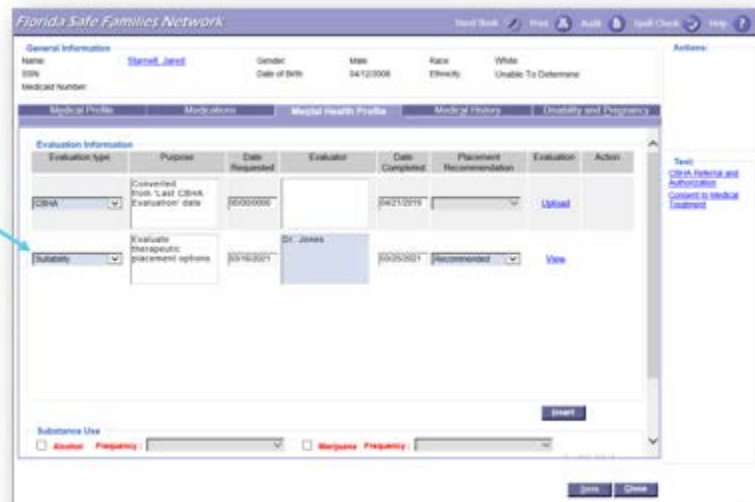 Florida Safe Families Network
Print Audit Spell Check Help
General Information
Name: Starnell, Jared Gender: Male Race: White
SSN: Date of Birth: 04/12/2008 Ethnicity: Unable To Determine
Medicaid Number:
Medical Profile Medications Mental Health Profile Medical History Disability and Pregnancy
Evaluation Information
Evaluation type Purpose Date Requested Evaluator Date Completed Placement Recommendation Evaluation Action
CBHA Converted from 'Last CBHA Evaluation' date 00/00/0000 04/21/2019 Upload
Suitability Evaluate therapeutic placement options 03/16/2021 Dr. Jones 03/25/2021 Recommended View
Insert
Substance Use
Alcohol Frequency: Marijuana Frequency:
Save Close
Actions:
Text:
CBHA Referral and
Authorization
Consent to Medical
Treatment